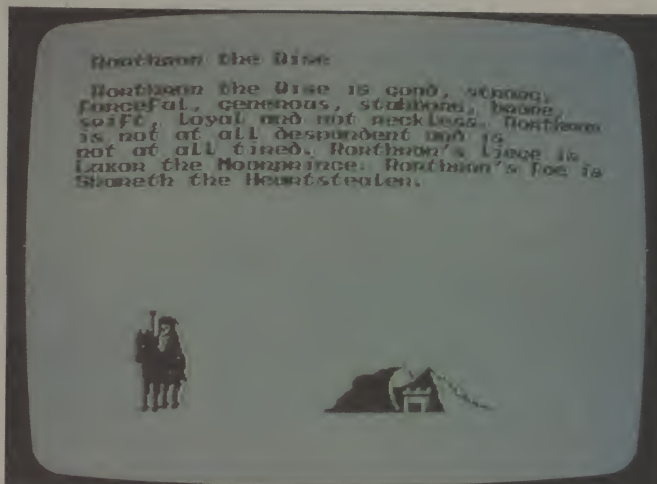 Rorthron the Wise
Rorthron the Wise is good, strong,
forceful, generous, stubborn, brave,
swift, loyal and not reckless. Rorthron
is not at all despondent and is
not at all tired. Rorthron's liege is
Luxor the Moonprince. Rorthron's foe is
Shareth the Heartstealer.